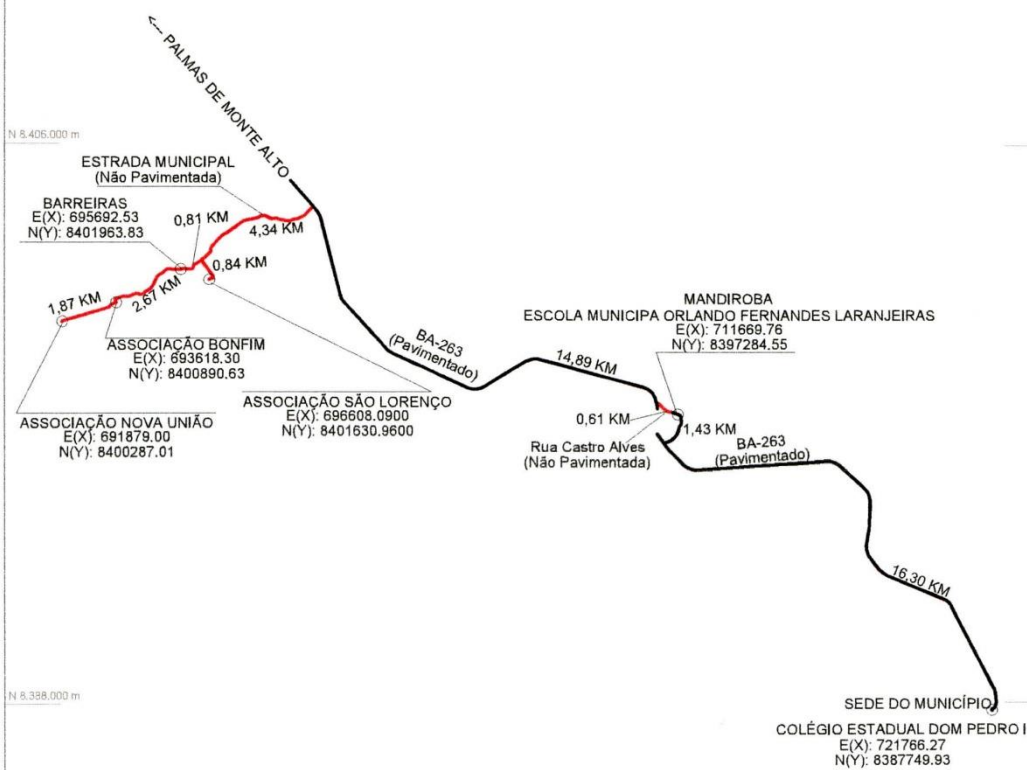 <--- PALMAS DE MONTE ALTO
N 8.406.000 m
ESTRADA MUNICIPAL
(Não Pavimentada)
BARREIRAS
E(X): 695692.53
N(Y): 8401963.83
0,81 KM
4,34 KM
0,84 KM
1,87 KM
2,67 KM
ASSOCIAÇÃO BONFIM
E(X): 693618.30
N(Y): 8400890.63
ASSOCIAÇÃO NOVA UNIÃO
E(X): 691879.00
N(Y): 8400287.01
ASSOCIAÇÃO SÃO LORENÇO
E(X): 696608.0900
N(Y): 8401630.9600
BA-263
(Pavimentado)
14,89 KM
MANDIROBA
ESCOLA MUNICIPA ORLANDO FERNANDES LARANJEIRAS
E(X): 711669.76
N(Y): 8397284.55
0,61 KM
1,43 KM
Rua Castro Alves
(Não Pavimentada)
BA-263
(Pavimentado)
16,30 KM
N 8.388.000 m
SEDE DO MUNICÍPIO
COLÉGIO ESTADUAL DOM PEDRO I
E(X): 721766.27
N(Y): 8387749.93